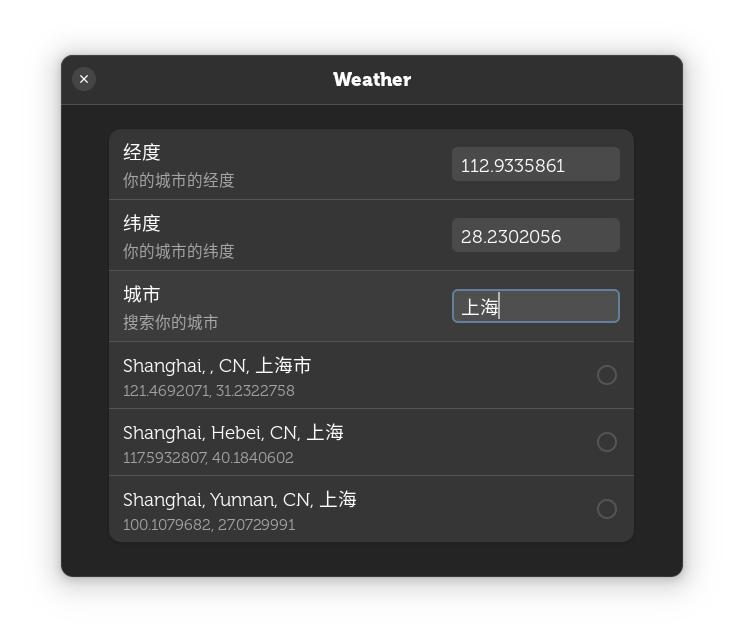 Weather
经度
112.9335861
你的城市的经度
纬度
28.2302056
你的城市的纬度
城市
上海
搜索你的城市
Shanghai, , CN, 上海市
121.4692071, 31.2322758
Shanghai, Hebei, CN, 上海
117.5932807, 40.1840602
Shanghai, Yunnan, CN, 上海
100.1079682, 27.0729991